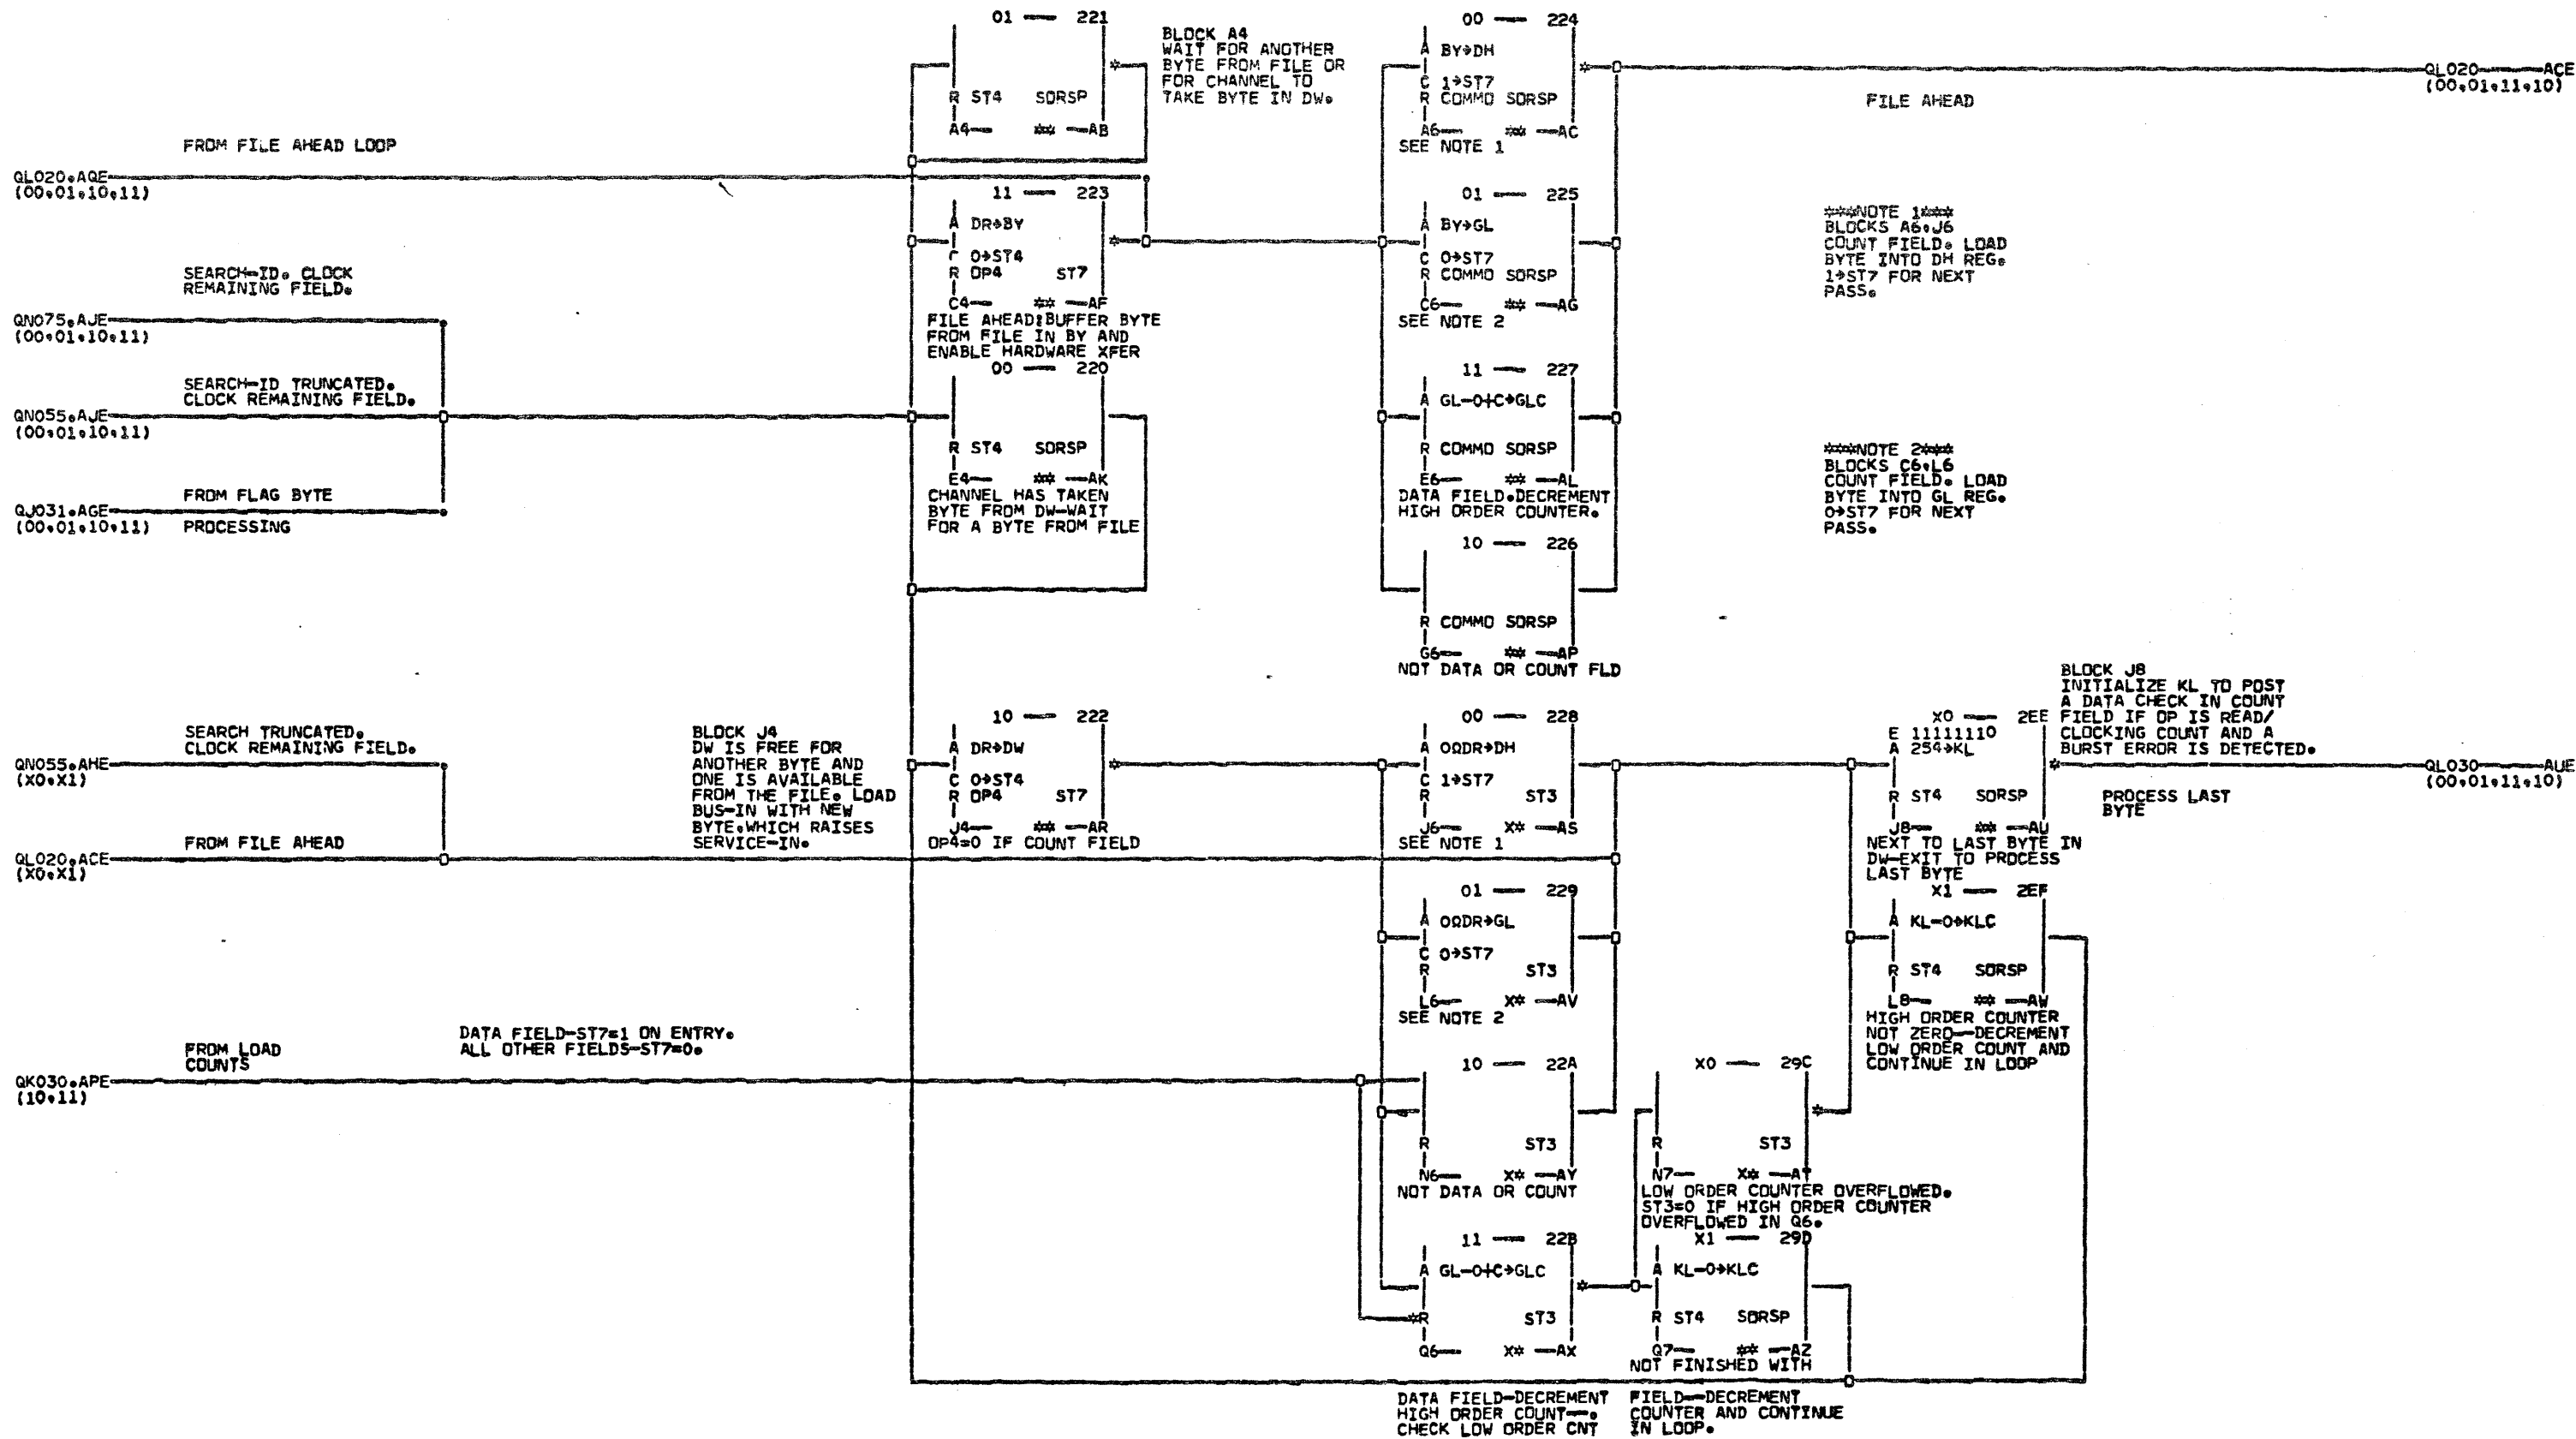 01 — 221
BLOCK A4
WAIT FOR ANOTHER
BYTE FROM FILE OR
FOR CHANNEL TO
TAKE BYTE IN DW.
R ST4 SORSP
A4— ** —AB
00 — 224
A BY→DH
C 1→ST7
R COMMO SORSP
A6— ** —AC
SEE NOTE 1
QL020——ACE
(00,01,11,10)
FILE AHEAD
FROM FILE AHEAD LOOP
QL020.AQE
(00,01,10,11)
11 — 223
A DR→BY
C 0→ST4
R OP4 ST7
C4— ** —AF
FILE AHEAD:BUFFER BYTE
FROM FILE IN BY AND
ENABLE HARDWARE XFER
01 — 225
A BY→GL
C 0→ST7
R COMMO SORSP
C6— ** —AG
SEE NOTE 2
***NOTE 1***
BLOCKS A6,J6
COUNT FIELD. LOAD
BYTE INTO DH REG.
1→ST7 FOR NEXT
PASS.
SEARCH-ID. CLOCK
REMAINING FIELD.
QN075.AJE
(00,01,10,11)
SEARCH-ID TRUNCATED.
CLOCK REMAINING FIELD.
QN055.AJE
(00,01,10,11)
FROM FLAG BYTE
QJ031.AGE
(00,01,10,11) PROCESSING
00 — 220
R ST4 SORSP
E4— ** —AK
CHANNEL HAS TAKEN
BYTE FROM DW-WAIT
FOR A BYTE FROM FILE
11 — 227
A GL-0+C→GLC
R COMMO SORSP
E6— ** —AL
DATA FIELD.DECREMENT
HIGH ORDER COUNTER.
***NOTE 2***
BLOCKS C6,L6
COUNT FIELD. LOAD
BYTE INTO GL REG.
0→ST7 FOR NEXT
PASS.
10 — 226
R COMMO SORSP
G6— ** —AP
NOT DATA OR COUNT FLD
SEARCH TRUNCATED.
CLOCK REMAINING FIELD.
QN055.AHE
(X0,X1)
FROM FILE AHEAD
QL020.ACE
(X0,X1)
BLOCK J4
DW IS FREE FOR
ANOTHER BYTE AND
ONE IS AVAILABLE
FROM THE FILE. LOAD
BUS-IN WITH NEW
BYTE,WHICH RAISES
SERVICE-IN.
10 — 222
A DR→DW
C 0→ST4
R OP4 ST7
J4— ** —AR
OP4=0 IF COUNT FIELD
00 — 228
A 0ΩDR→DH
C 1→ST7
R ST3
J6— X* —AS
SEE NOTE 1
X0 — 2EE
E 11111110
A 254→KL
R ST4 SORSP
J8— ** —AU
NEXT TO LAST BYTE IN
DW-EXIT TO PROCESS
LAST BYTE
BLOCK J8
INITIALIZE KL TO POST
A DATA CHECK IN COUNT
FIELD IF OP IS READ/
CLOCKING COUNT AND A
BURST ERROR IS DETECTED.
QL030——AUE
(00,01,11,10)
PROCESS LAST
BYTE
01 — 229
A 0ΩDR→GL
C 0→ST7
R ST3
L6— X* —AV
SEE NOTE 2
X1 — 2EF
A KL-0→KLC
R ST4 SORSP
L8— ** —AW
HIGH ORDER COUNTER
NOT ZERO—DECREMENT
LOW ORDER COUNT AND
CONTINUE IN LOOP
DATA FIELD-ST7=1 ON ENTRY.
ALL OTHER FIELDS-ST7=0.
FROM LOAD
COUNTS
QK030.APE
(10,11)
10 — 22A
R ST3
N6— X* —AY
NOT DATA OR COUNT
X0 — 29C
R ST3
N7— X* —AT
LOW ORDER COUNTER OVERFLOWED.
ST3=0 IF HIGH ORDER COUNTER
OVERFLOWED IN Q6.
11 — 22B
A GL-0+C→GLC
*R ST3
Q6— X* —AX
DATA FIELD-DECREMENT
HIGH ORDER COUNT—.
CHECK LOW ORDER CNT
X1 — 29D
A KL-0→KLC
R ST4 SORSP
Q7— ** —AZ
NOT FINISHED WITH
FIELD—DECREMENT
COUNTER AND CONTINUE
IN LOOP.